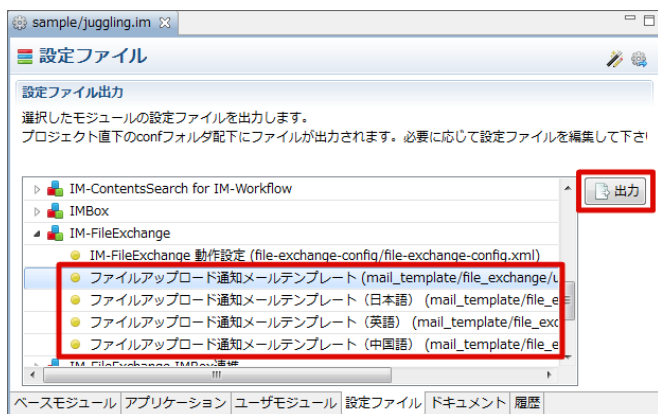 sample/juggling.im
設定ファイル
設定ファイル出力
選択したモジュールの設定ファイルを出力します。
プロジェクト直下のconfフォルダ配下にファイルが出力されます。必要に応じて設定ファイルを編集して下さ
IM-ContentsSearch for IM-Workflow
出力
IMBox
IM-FileExchange
IM-FileExchange 動作設定 (file-exchange-config/file-exchange-config.xml)
ファイルアップロード通知メールテンプレート (mail_template/file_exchange/u
ファイルアップロード通知メールテンプレート（日本語） (mail_template/file_e
ファイルアップロード通知メールテンプレート（英語） (mail_template/file_exc
ファイルアップロード通知メールテンプレート（中国語） (mail_template/file_e
IM-FileExchange IMBox連携
ベースモジュール アプリケーション ユーザモジュール 設定ファイル ドキュメント 履歴